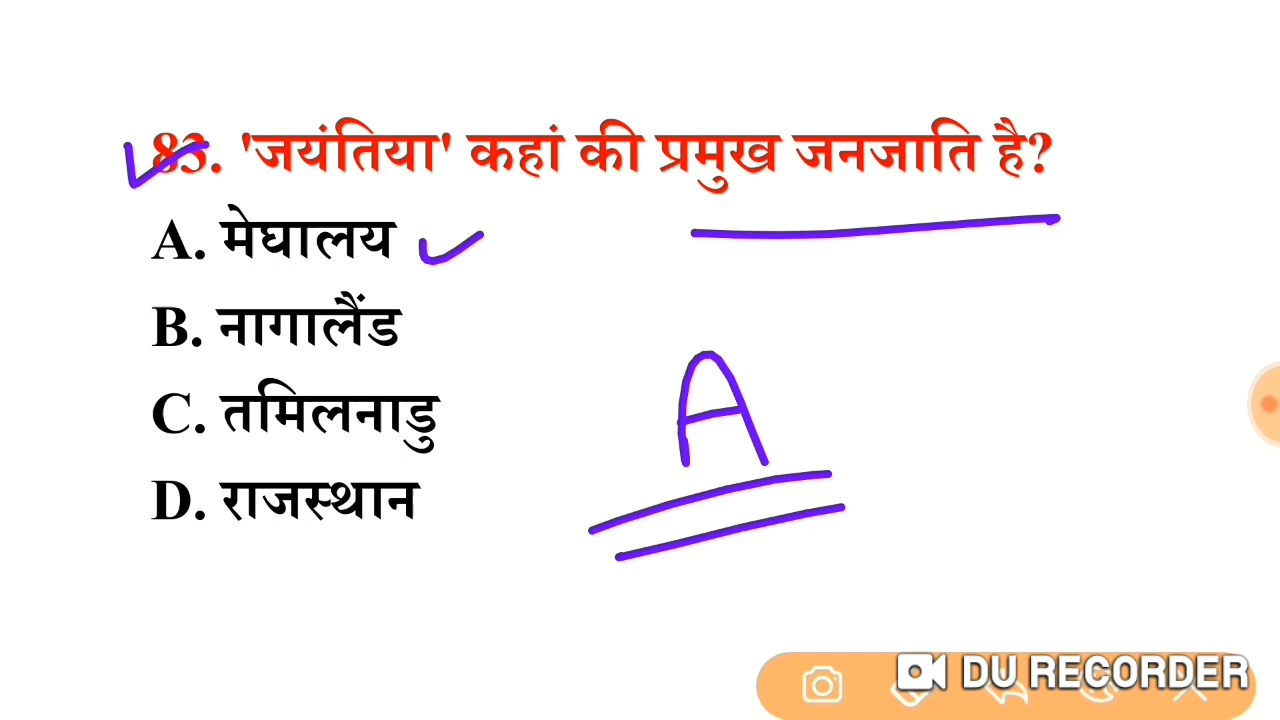 83. 'जयंतिया' कहां की प्रमुख जनजाति है?
A. मेघालय
B. नागालैंड
C. तमिलनाडु
D. राजस्थान
A
DU RECORDER